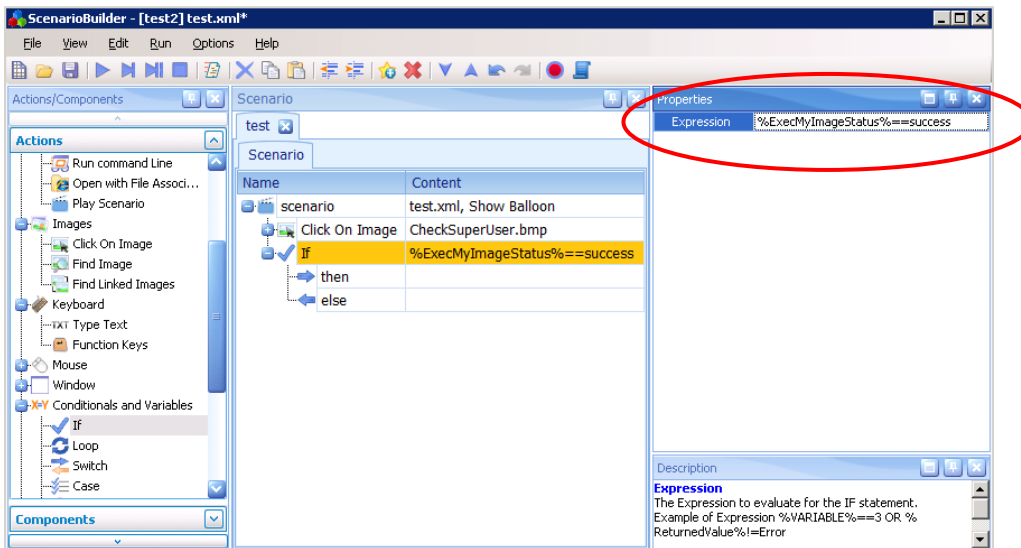 ScenarioBuilder - [test2] test.xml*
File View Edit Run Options Help
Actions/Components
Actions
Run command Line
Open with File Associ...
Play Scenario
Images
Click On Image
Find Image
Find Linked Images
Keyboard
TXT Type Text
Function Keys
Mouse
Window
X=Y Conditionals and Variables
If
Loop
Switch
Case
Components
Scenario
test
Scenario
Name Content
scenario test.xml, Show Balloon
Click On Image CheckSuperUser.bmp
If %ExecMyImageStatus%==success
then
else
Properties
Expression %ExecMyImageStatus%==success
Description
Expression
The Expression to evaluate for the IF statement.
Example of Expression %VARIABLE%==3 OR %
ReturnedValue%!=Error